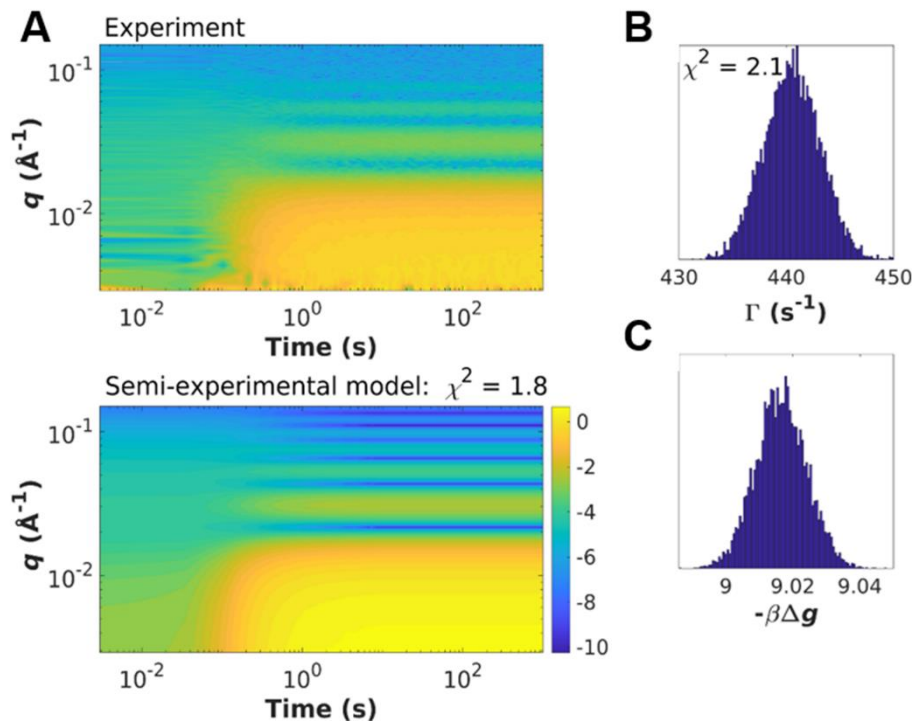 A
Experiment
10⁻¹
10⁻²
q (Å⁻¹)
10⁻² 10⁰ 10²
Time (s)
Semi-experimental model: χ² = 1.8
10⁻¹
10⁻²
q (Å⁻¹)
10⁻² 10⁰ 10²
Time (s)
0
-2
-4
-6
-8
-10
B
χ² = 2.1
430 440 450
Γ (s⁻¹)
C
9 9.02 9.04
-βΔg